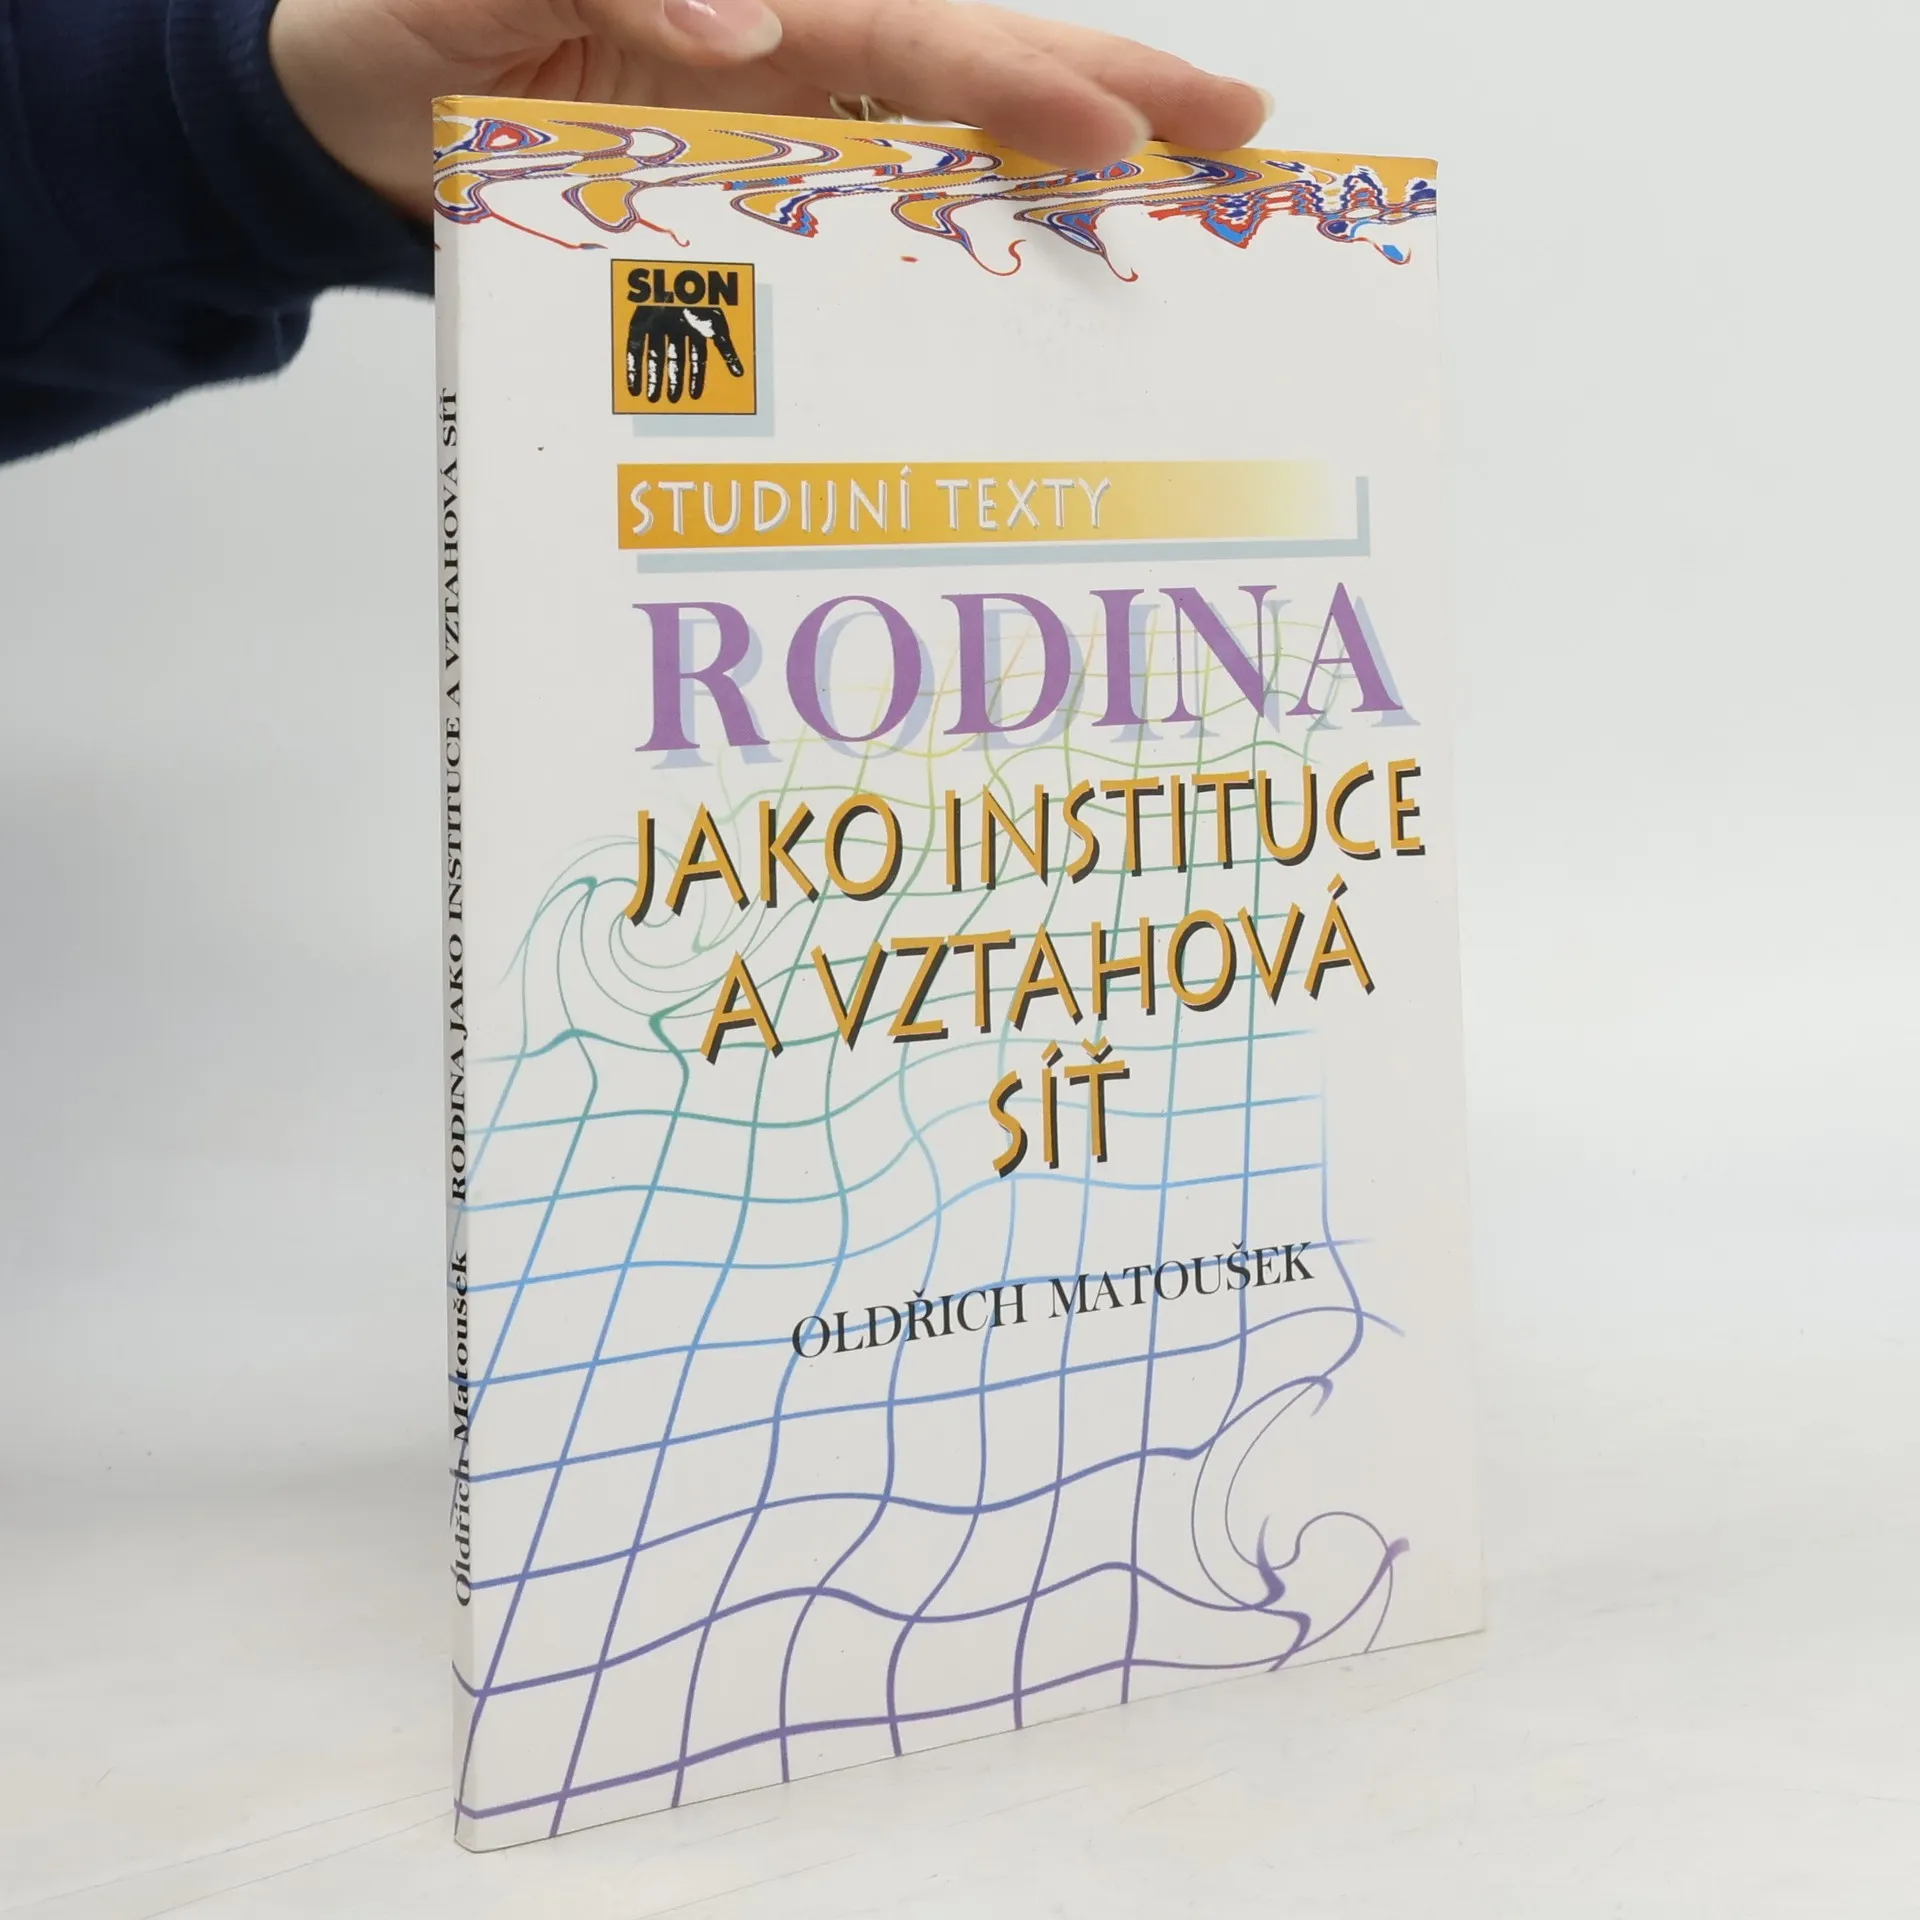 SLON
STUDIJNÍ TEXTY
RODINA
JAKO INSTITUCE
A VZTAHOVÁ
SÍŤ
OLDŘICH MATOUŠEK
Oldřich Matoušek RODINA JAKO INSTITUCE A VZTAHOVÁ SÍŤ